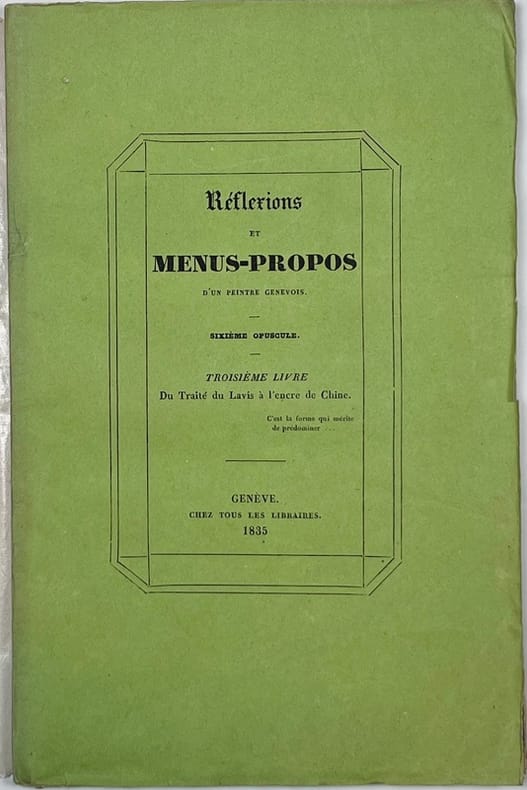 Réflexions
ET
MENUS-PROPOS
D'UN PEINTRE GENEVOIS.
SIXIÈME OPUSCULE.
TROISIÈME LIVRE
Du Traité du Lavis à l'encre de Chine.
C'est la forme qui mérite
de prédominer ...
GENÈVE.
CHEZ TOUS LES LIBRAIRES.
1835